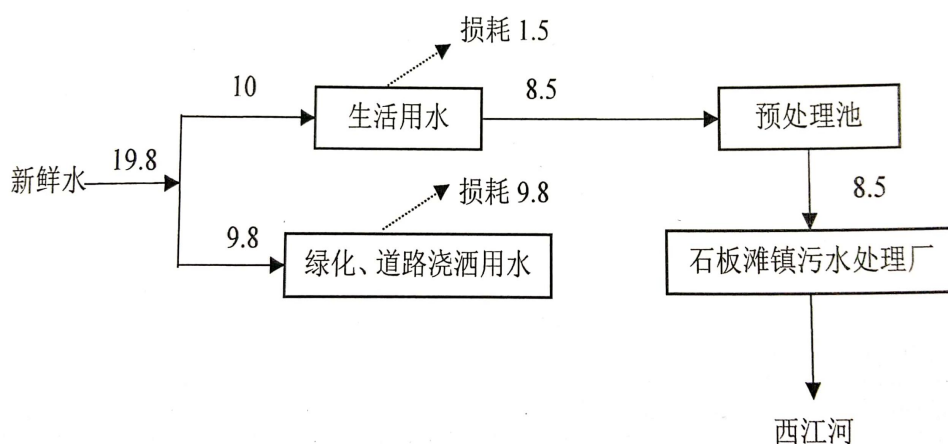 损耗 1.5
10
生活用水
8.5
预处理池
新鲜水
19.8
损耗 9.8
8.5
9.8
绿化、道路浇洒用水
石板滩镇污水处理厂
西江河